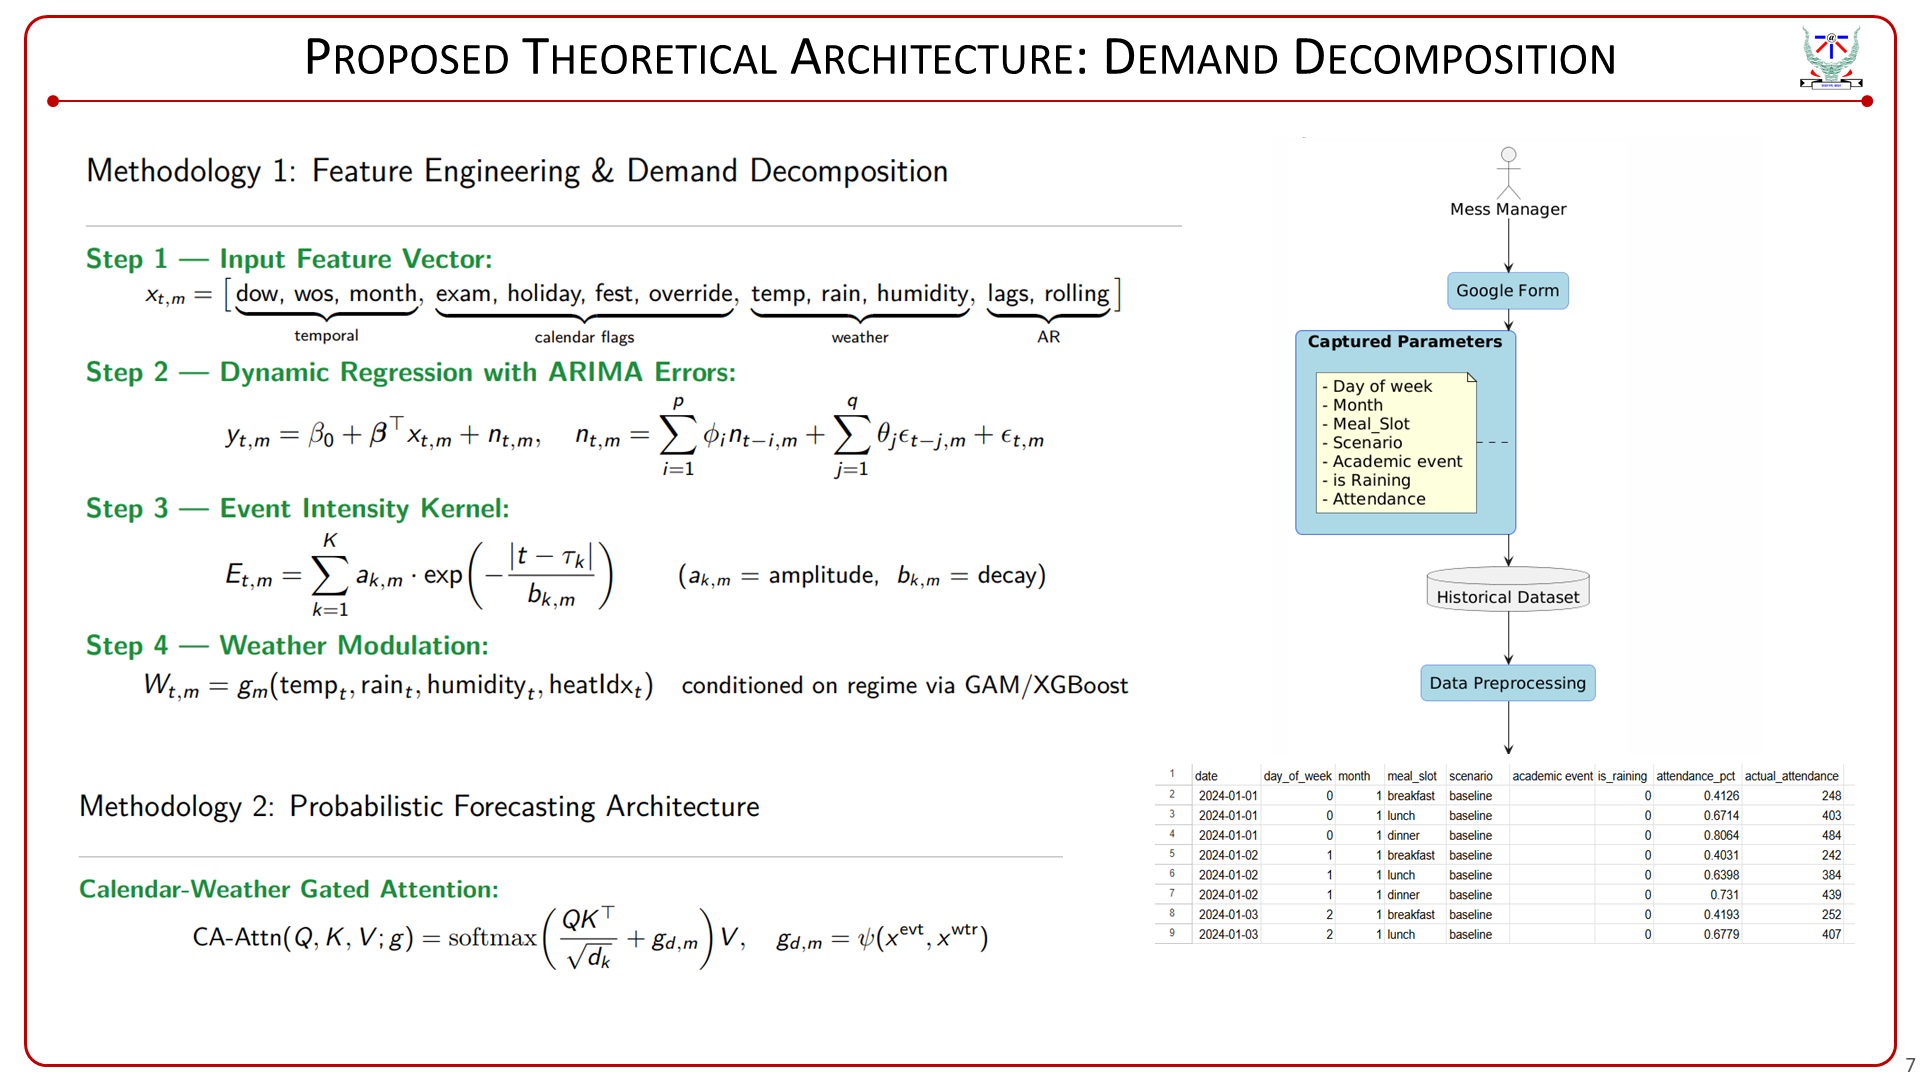 PROPOSED THEORETICAL ARCHITECTURE: DEMAND DECOMPOSITION
Methodology 1: Feature Engineering & Demand Decomposition
Step 1 — Input Feature Vector:
x_{t,m} = [dow, wos, month, exam, holiday, fest, override, temp, rain, humidity, lags, rolling]
temporal calendar flags weather AR
Step 2 — Dynamic Regression with ARIMA Errors:
y_{t,m} = β_0 + β^⊤ x_{t,m} + n_{t,m}, n_{t,m} = ∑_{i=1}^{p} ϕ_i n_{t−i,m} + ∑_{j=1}^{q} θ_j ϵ_{t−j,m} + ϵ_{t,m}
Step 3 — Event Intensity Kernel:
E_{t,m} = ∑_{k=1}^{K} a_{k,m} · exp(−|t − τ_k| / b_{k,m}) (a_{k,m} = amplitude, b_{k,m} = decay)
Step 4 — Weather Modulation:
W_{t,m} = g_m(temp_t, rain_t, humidity_t, heatIdx_t) conditioned on regime via GAM/XGBoost
Methodology 2: Probabilistic Forecasting Architecture
Calendar-Weather Gated Attention:
CA-Attn(Q, K, V; g) = softmax(QK^⊤ / √d_k + g_{d,m}) V, g_{d,m} = ψ(x^{evt}, x^{wtr})
Mess Manager
Google Form
Captured Parameters
- Day of week
- Month
- Meal_Slot
- Scenario
- Academic event
- is Raining
- Attendance
Historical Dataset
Data Preprocessing
1 date day_of_week month meal_slot scenario academic event is_raining attendance_pct actual_attendance
2 2024-01-01 0 1 breakfast baseline 0 0.4126 248
3 2024-01-01 0 1 lunch baseline 0 0.6714 403
4 2024-01-01 0 1 dinner baseline 0 0.8064 484
5 2024-01-02 1 1 breakfast baseline 0 0.4031 242
6 2024-01-02 1 1 lunch baseline 0 0.6398 384
7 2024-01-02 1 1 dinner baseline 0 0.731 439
8 2024-01-03 2 1 breakfast baseline 0 0.4193 252
9 2024-01-03 2 1 lunch baseline 0 0.6779 407
7